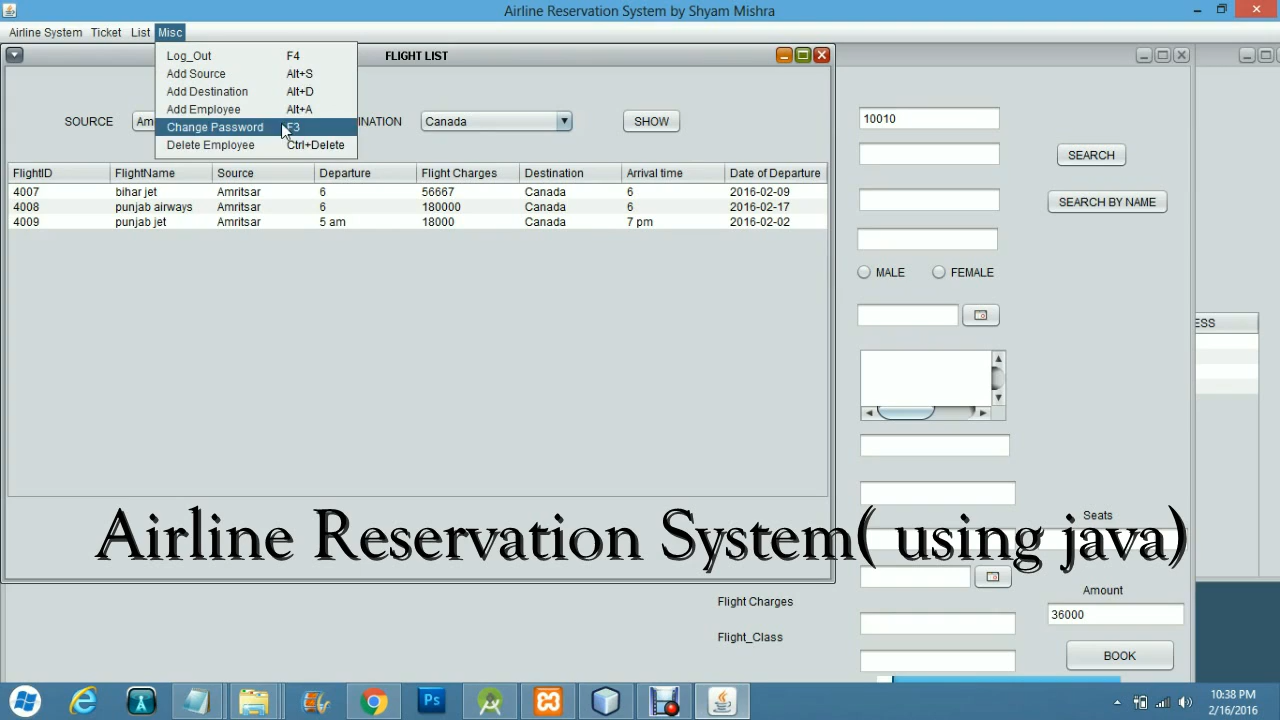 Airline Reservation System by Shyam Mishra
Airline System Ticket List Misc
FLIGHT LIST
Log_Out F4
Add Source Alt+S
Add Destination Alt+D
Add Employee Alt+A
Change Password F3
Delete Employee Ctrl+Delete
SOURCE Am INATION Canada SHOW
FlightID FlightName Source Departure Flight Charges Destination Arrival time Date of Departure
4007 bihar jet Amritsar 6 56667 Canada 6 2016-02-09
4008 punjab airways Amritsar 6 180000 Canada 6 2016-02-17
4009 punjab jet Amritsar 5 am 18000 Canada 7 pm 2016-02-02
10010
SEARCH
SEARCH BY NAME
MALE FEMALE
ESS
Seats
Airline Reservation System( using java)
Amount
Flight Charges
36000
Flight_Class
BOOK
Ps
10:38 PM
2/16/2016